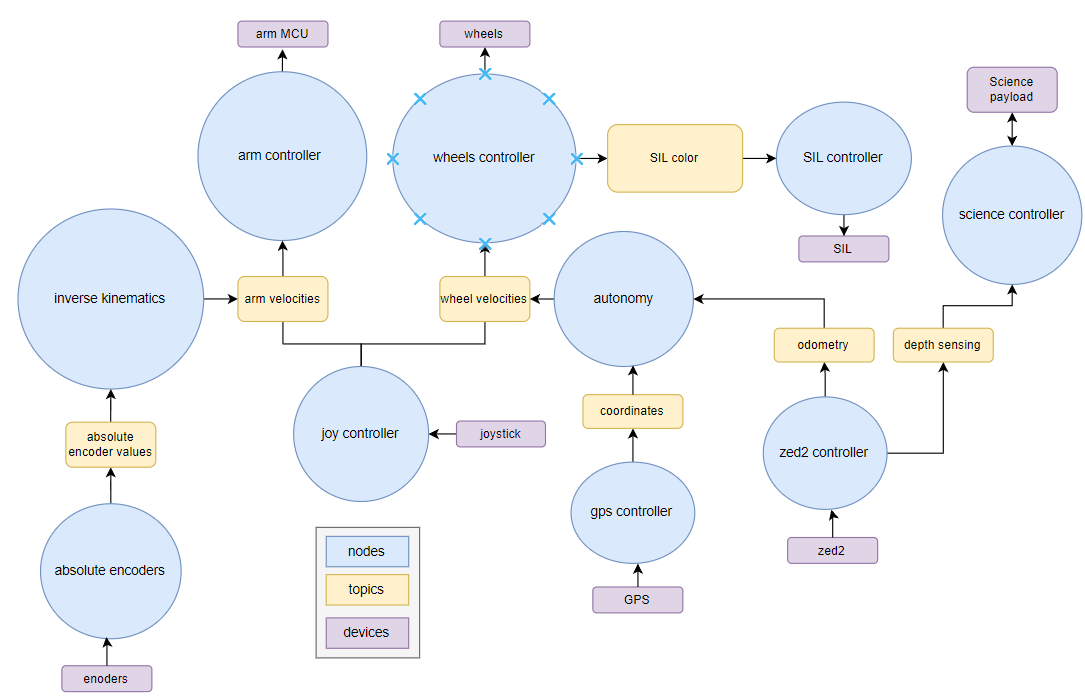 arm MCU
wheels
Science
payload
arm controller
wheels controller
SIL color
SIL controller
science controller
SIL
inverse kinematics
arm velocities
wheel velocities
autonomy
odometry
depth sensing
coordinates
absolute
encoder values
joy controller
joystick
zed2 controller
gps controller
zed2
absolute encoders
nodes
topics
devices
GPS
enoders